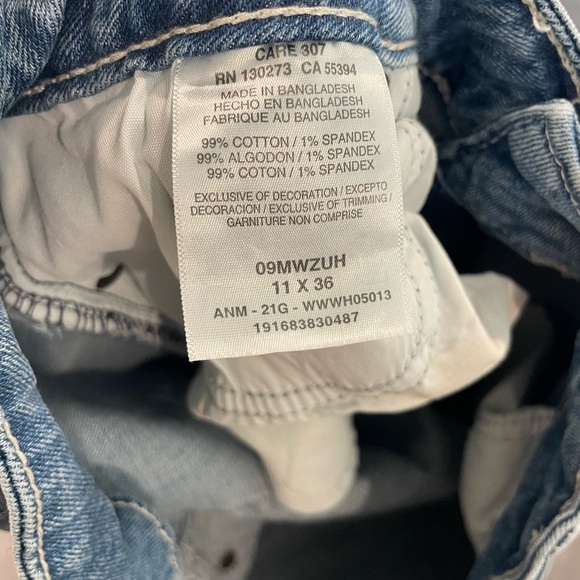 CARE 307
RN 130273 CA 55394
MADE IN BANGLADESH
HECHO EN BANGLADESH
FABRIQUE AU BANGLADESH
99% COTTON / 1% SPANDEX
99% ALGODON / 1% SPANDEX
99% COTON / 1% SPANDEX
EXCLUSIVE OF DECORATION / EXCEPTO
DECORACION / EXCLUSIVE OF TRIMMING /
GARNITURE NON COMPRISE
09MWZUH
11 X 36
ANM - 21G - WWWH05013
191683830487